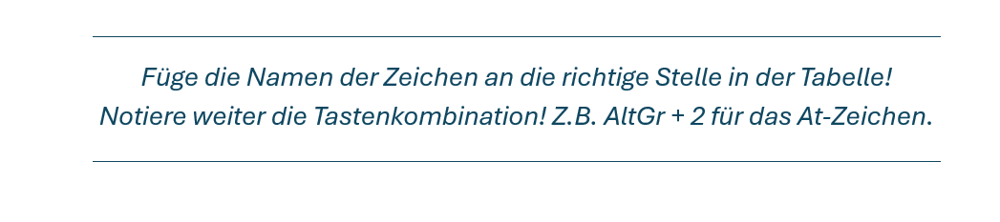 Füge die Namen der Zeichen an die richtige Stelle in der Tabelle!
Notiere weiter die Tastenkombination! Z.B. AltGr + 2 für das At-Zeichen.